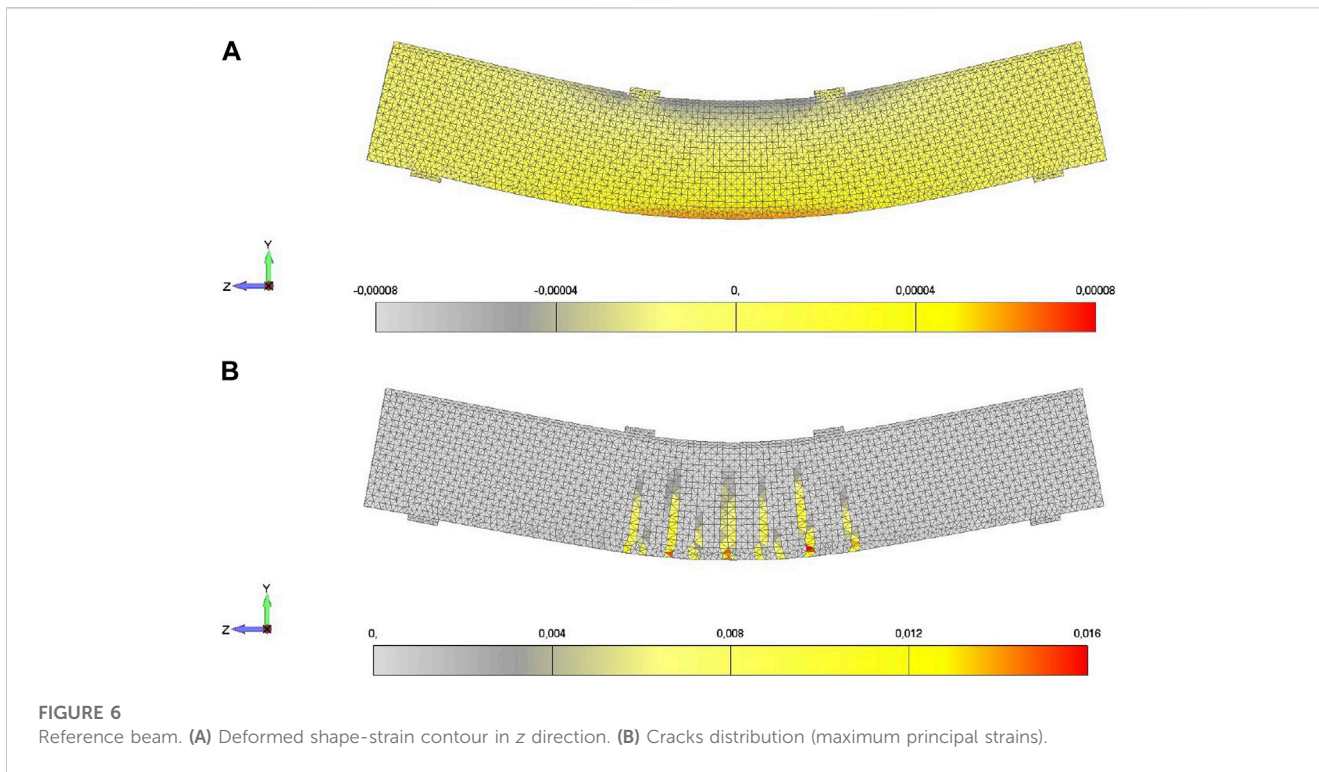 A
Y
Z
-0,00008 -0,00004 0, 0,00004 0,00008
B
Y
Z
0, 0,004 0,008 0,012 0,016
FIGURE 6
Reference beam. (A) Deformed shape-strain contour in z direction. (B) Cracks distribution (maximum principal strains).